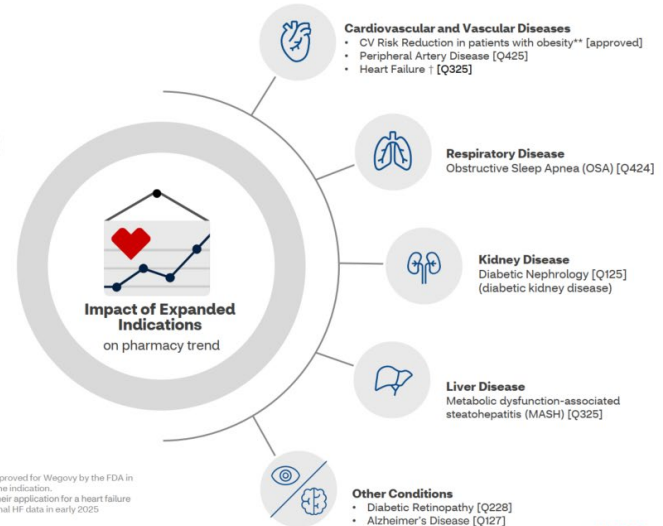 Cardiovascular and Vascular Diseases
• CV Risk Reduction in patients with obesity** [approved]
• Peripheral Artery Disease [Q425]
• Heart Failure † [Q325]
Respiratory Disease
Obstructive Sleep Apnea (OSA) [Q424]
Kidney Disease
Diabetic Nephrology [Q125]
(diabetic kidney disease)
Impact of Expanded
Indications
on pharmacy trend
Liver Disease
Metabolic dysfunction-associated
steatohepatitis (MASH) [Q325]
Other Conditions
• Diabetic Retinopathy [Q228]
• Alzheimer's Disease [Q127]
proved for Wegovy by the FDA in
ne indication.
eir application for a heart failure
nal HF data in early 2025